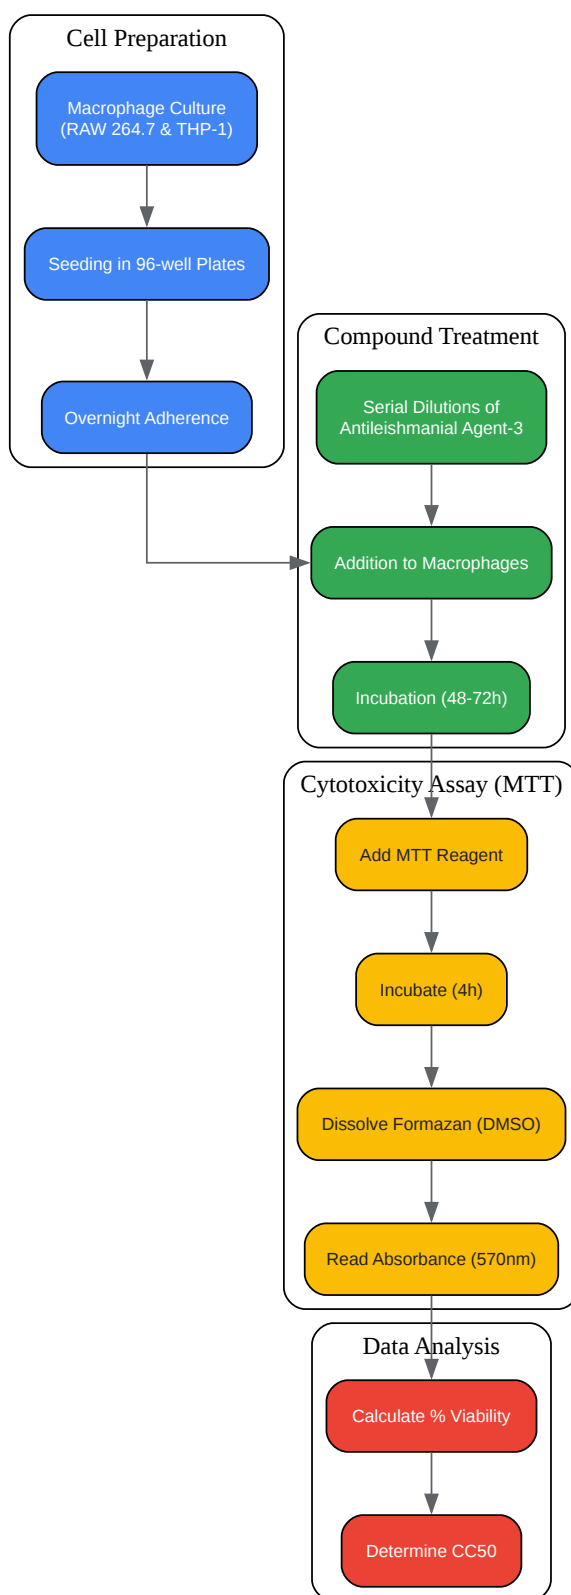 Cell Preparation
Macrophage Culture
(RAW 264.7 & THP-1)
Seeding in 96-well Plates
Overnight Adherence
Compound Treatment
Serial Dilutions of
Antileishmanial Agent-3
Addition to Macrophages
Incubation (48-72h)
Cytotoxicity Assay (MTT)
Add MTT Reagent
Incubate (4h)
Dissolve Formazan (DMSO)
Read Absorbance (570nm)
Data Analysis
Calculate % Viability
Determine CC50